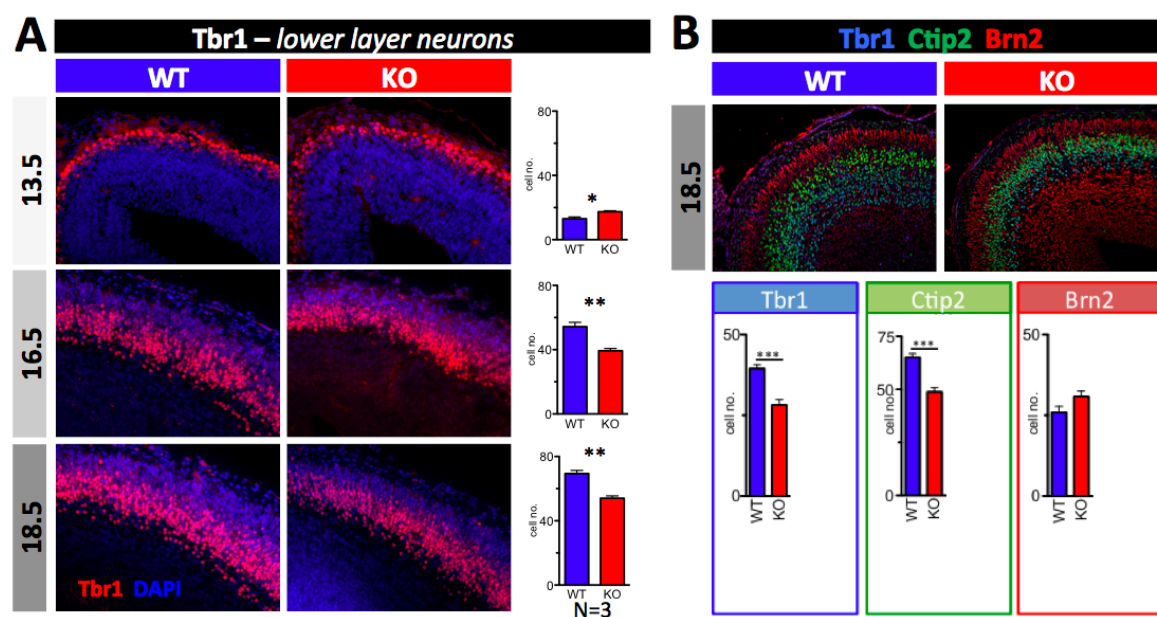 A
Tbr1 – lower layer neurons
WT KO
13.5
80
40
0
cell no.
*
WT KO
16.5
80
40
0
cell no.
**
WT KO
18.5
80
40
0
cell no.
**
WT KO
N=3
Tbr1 DAPI
B
Tbr1 Ctip2 Brn2
WT KO
18.5
Tbr1
50
0
cell no.
***
WT KO
Ctip2
75
50
0
cell no.
***
WT KO
Brn2
50
0
cell no.
WT KO